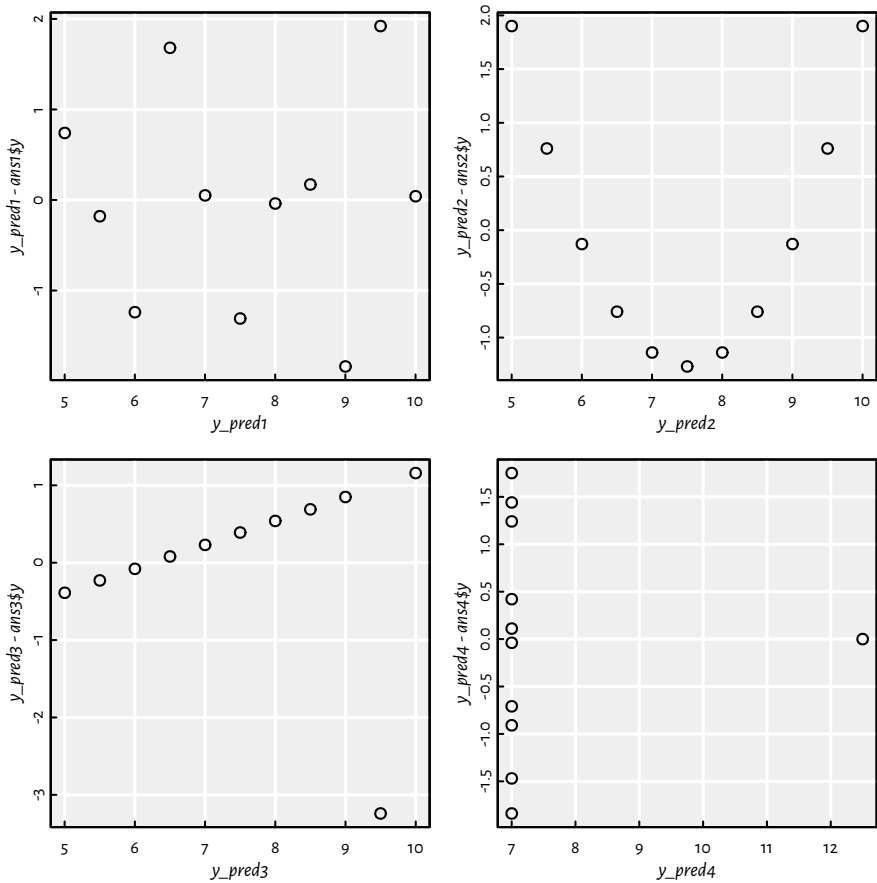 y_pred1 - ans1$y
-1 0 1 2
5 6 7 8 9 10
y_pred1
y_pred2 - ans2$y
-1.0 -0.5 0.0 0.5 1.0 1.5 2.0
5 6 7 8 9 10
y_pred2
y_pred3 - ans3$y
-3 -2 -1 0 1
5 6 7 8 9 10
y_pred3
y_pred4 - ans4$y
-1.5 -1.0 -0.5 0.0 0.5 1.0 1.5
7 8 9 10 11 12
y_pred4